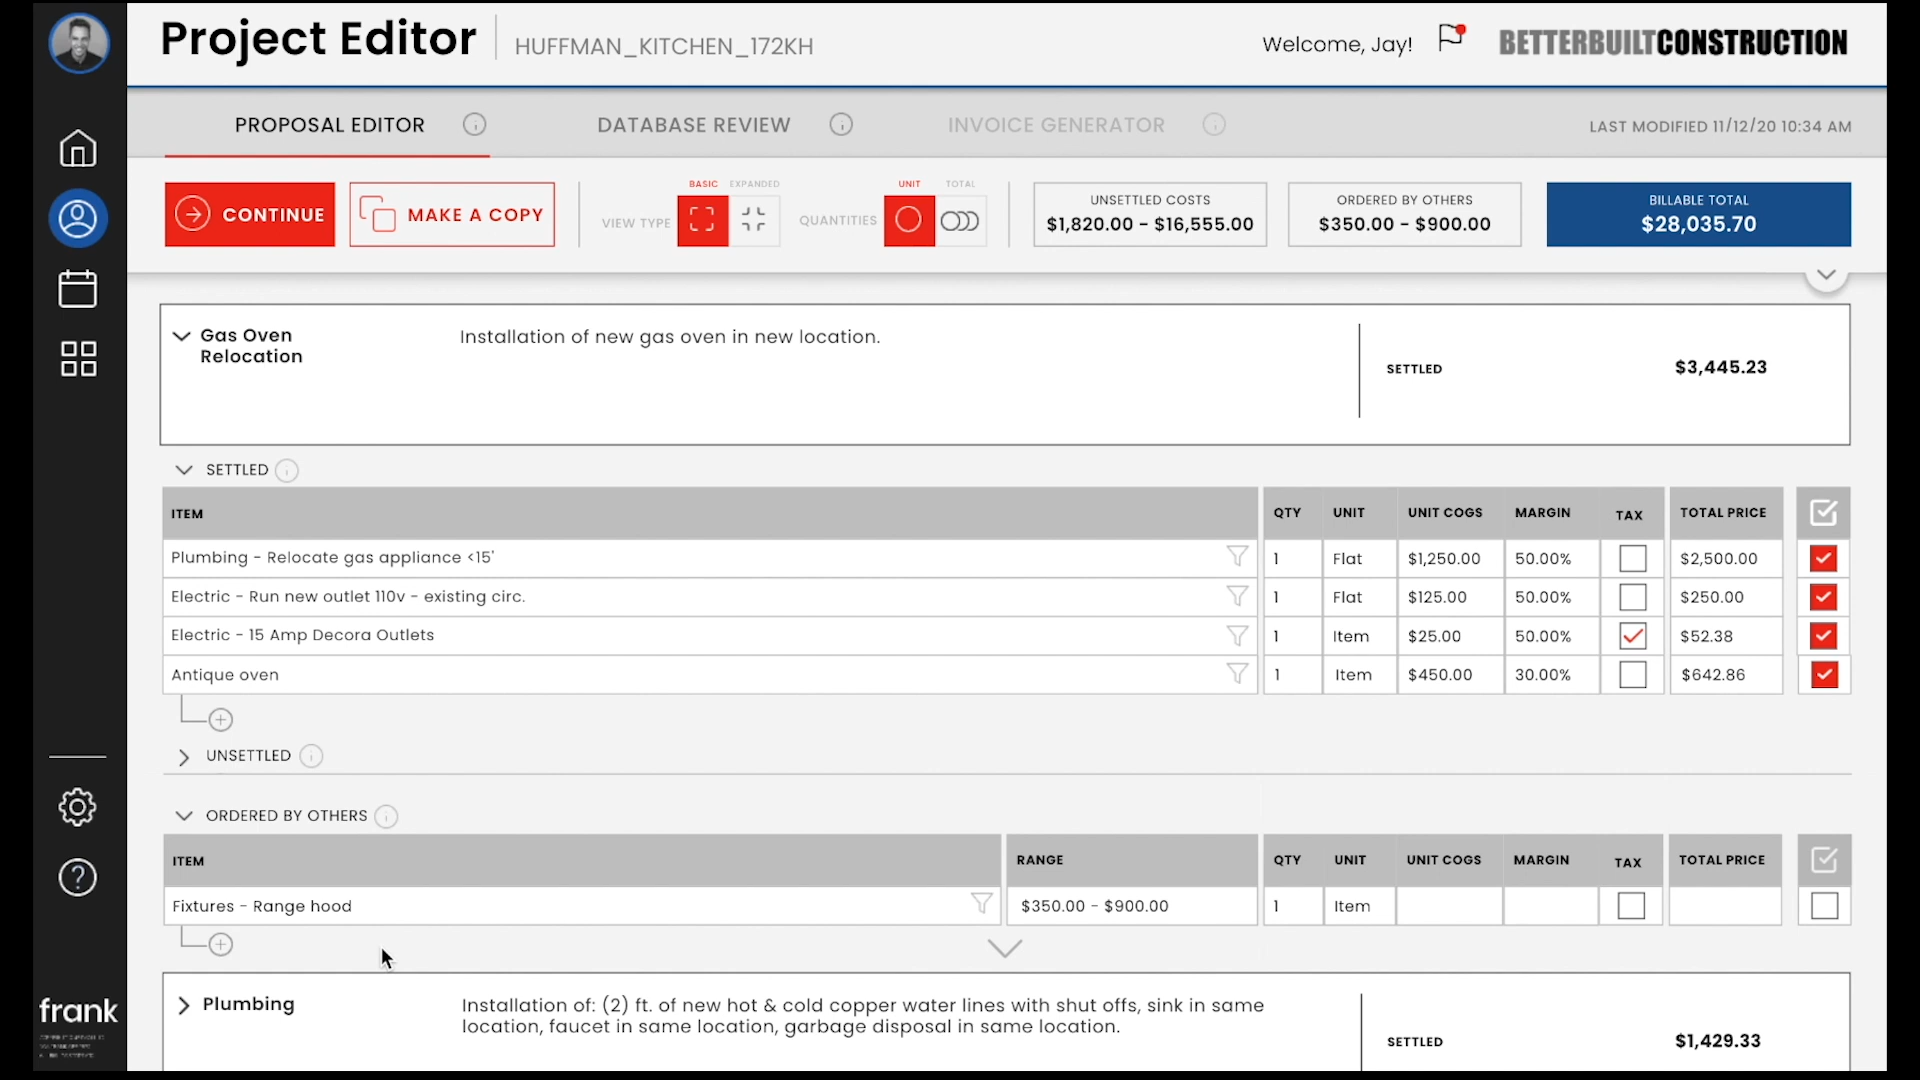 Project Editor
HUFFMAN_KITCHEN_172KH
Welcome, Jay!
BETTERBUILTCONSTRUCTION
PROPOSAL EDITOR
DATABASE REVIEW
INVOICE GENERATOR
LAST MODIFIED 11/12/20 10:34 AM
CONTINUE
MAKE A COPY
VIEW TYPE
BASIC
EXPANDED
QUANTITIES
UNIT
TOTAL
UNSETTLED COSTS
$1,820.00 - $16,555.00
ORDERED BY OTHERS
$350.00 - $900.00
BILLABLE TOTAL
$28,035.70
Gas Oven
Relocation
Installation of new gas oven in new location.
SETTLED
$3,445.23
SETTLED
ITEM QTY UNIT UNIT COGS MARGIN TAX TOTAL PRICE
Plumbing - Relocate gas appliance <15' 1 Flat $1,250.00 50.00% $2,500.00
Electric - Run new outlet 110v - existing circ. 1 Flat $125.00 50.00% $250.00
Electric - 15 Amp Decora Outlets 1 Item $25.00 50.00% $52.38
Antique oven 1 Item $450.00 30.00% $642.86
UNSETTLED
ORDERED BY OTHERS
ITEM RANGE QTY UNIT UNIT COGS MARGIN TAX TOTAL PRICE
Fixtures - Range hood $350.00 - $900.00 1 Item
Plumbing
Installation of: (2) ft. of new hot & cold copper water lines with shut offs, sink in same
location, faucet in same location, garbage disposal in same location.
SETTLED
$1,429.33
frank